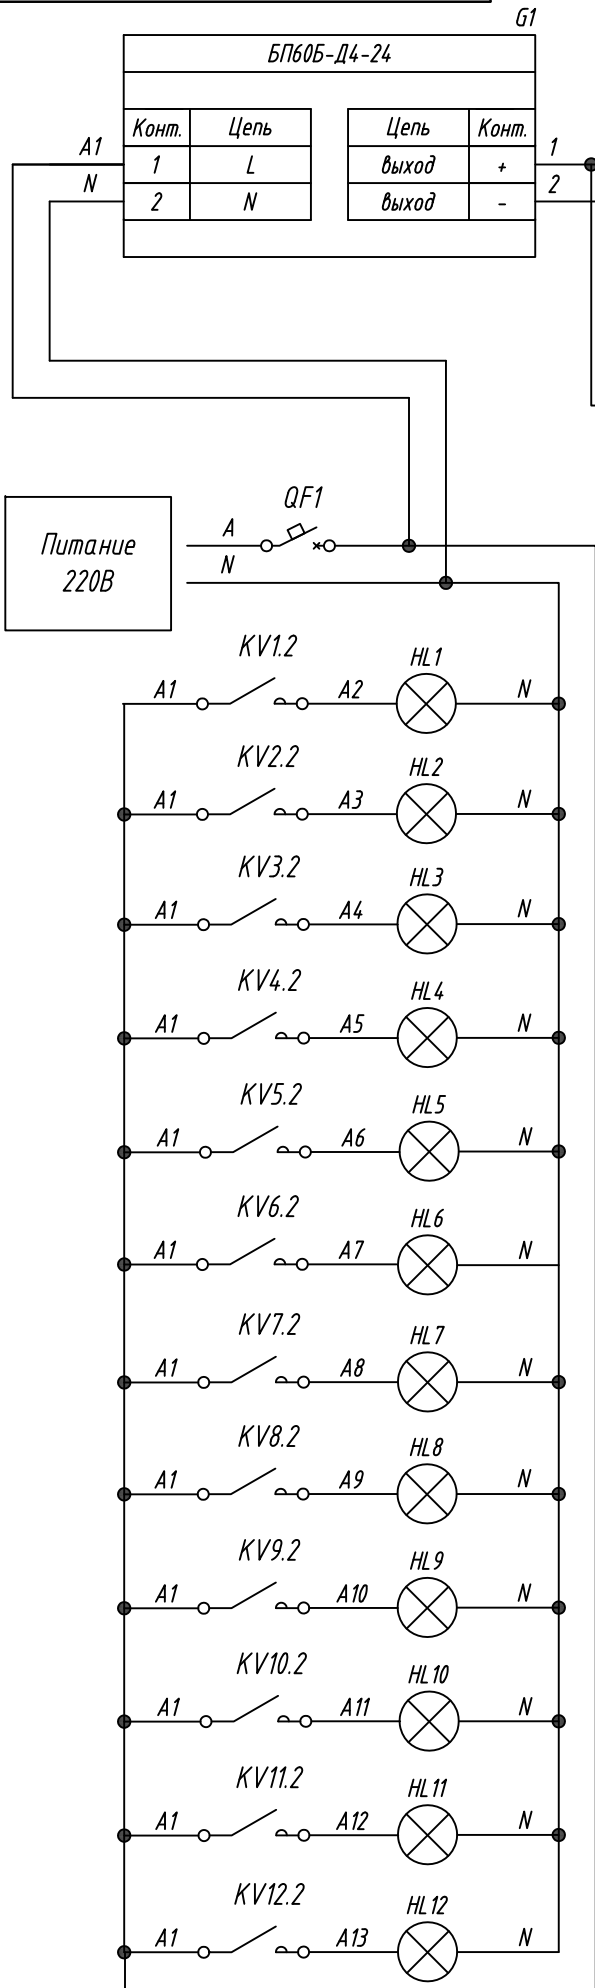 G1
БП60Б-Д4-24
Конт. Цепь Цепь Конт.
A1 1 L выход + 1
N 2 N выход - 2
QF1
A
Питание
220В
N
KV1.2 HL1
A1 A2 N
KV2.2 HL2
A1 A3 N
KV3.2 HL3
A1 A4 N
KV4.2 HL4
A1 A5 N
KV5.2 HL5
A1 A6 N
KV6.2 HL6
A1 A7 N
KV7.2 HL7
A1 A8 N
KV8.2 HL8
A1 A9 N
KV9.2 HL9
A1 A10 N
KV10.2 HL10
A1 A11 N
KV11.2 HL11
A1 A12 N
KV12.2 HL12
A1 A13 N